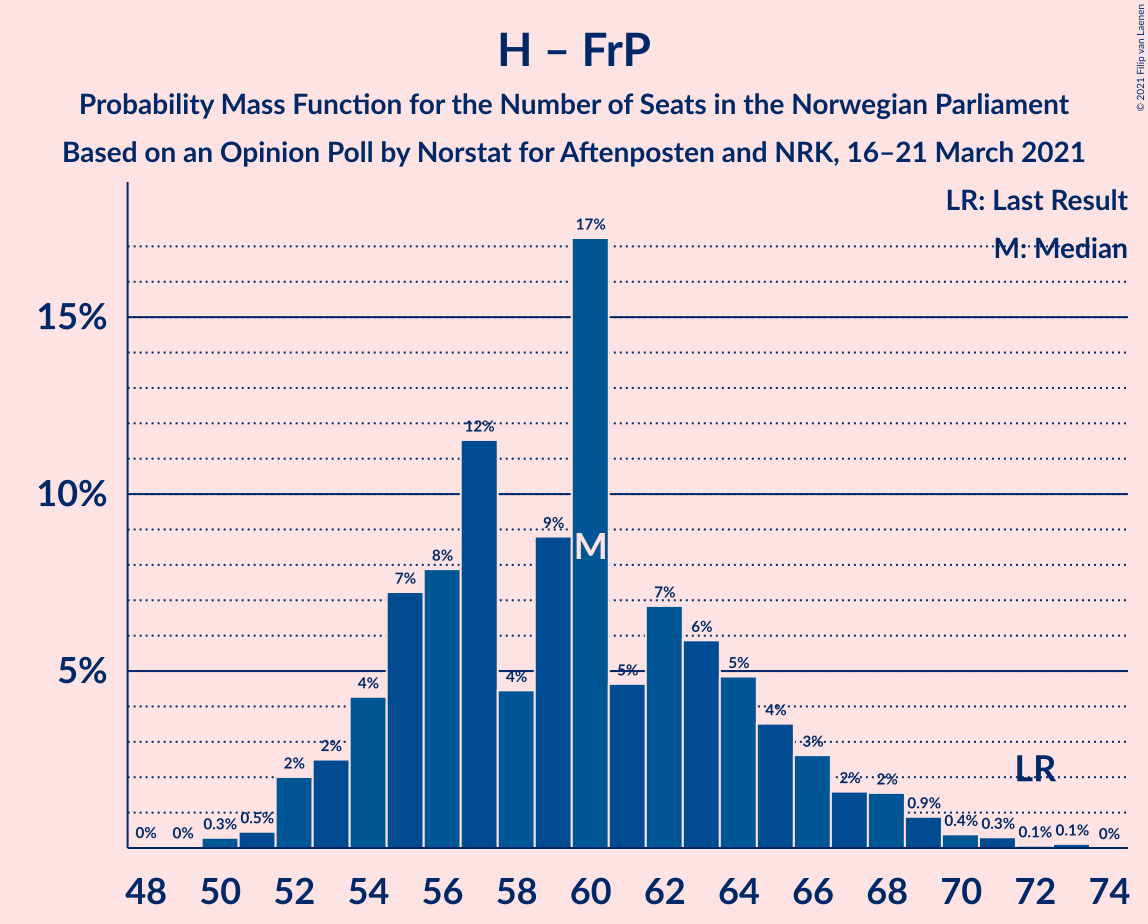 H – FrP
Probability Mass Function for the Number of Seats in the Norwegian Parliament
Based on an Opinion Poll by Norstat for Aftenposten and NRK, 16–21 March 2021
© 2021 Filip van Laenen
LR: Last Result
M: Median
15%
10%
5%
0% 0% 0.3% 0.5% 2% 2% 4% 7% 8% 12% 4% 9% 17% 5% 7% 6% 5% 4% 3% 2% 2% 0.9% 0.4% 0.3% 0.1% 0.1% 0%
M
LR
48 50 52 54 56 58 60 62 64 66 68 70 72 74